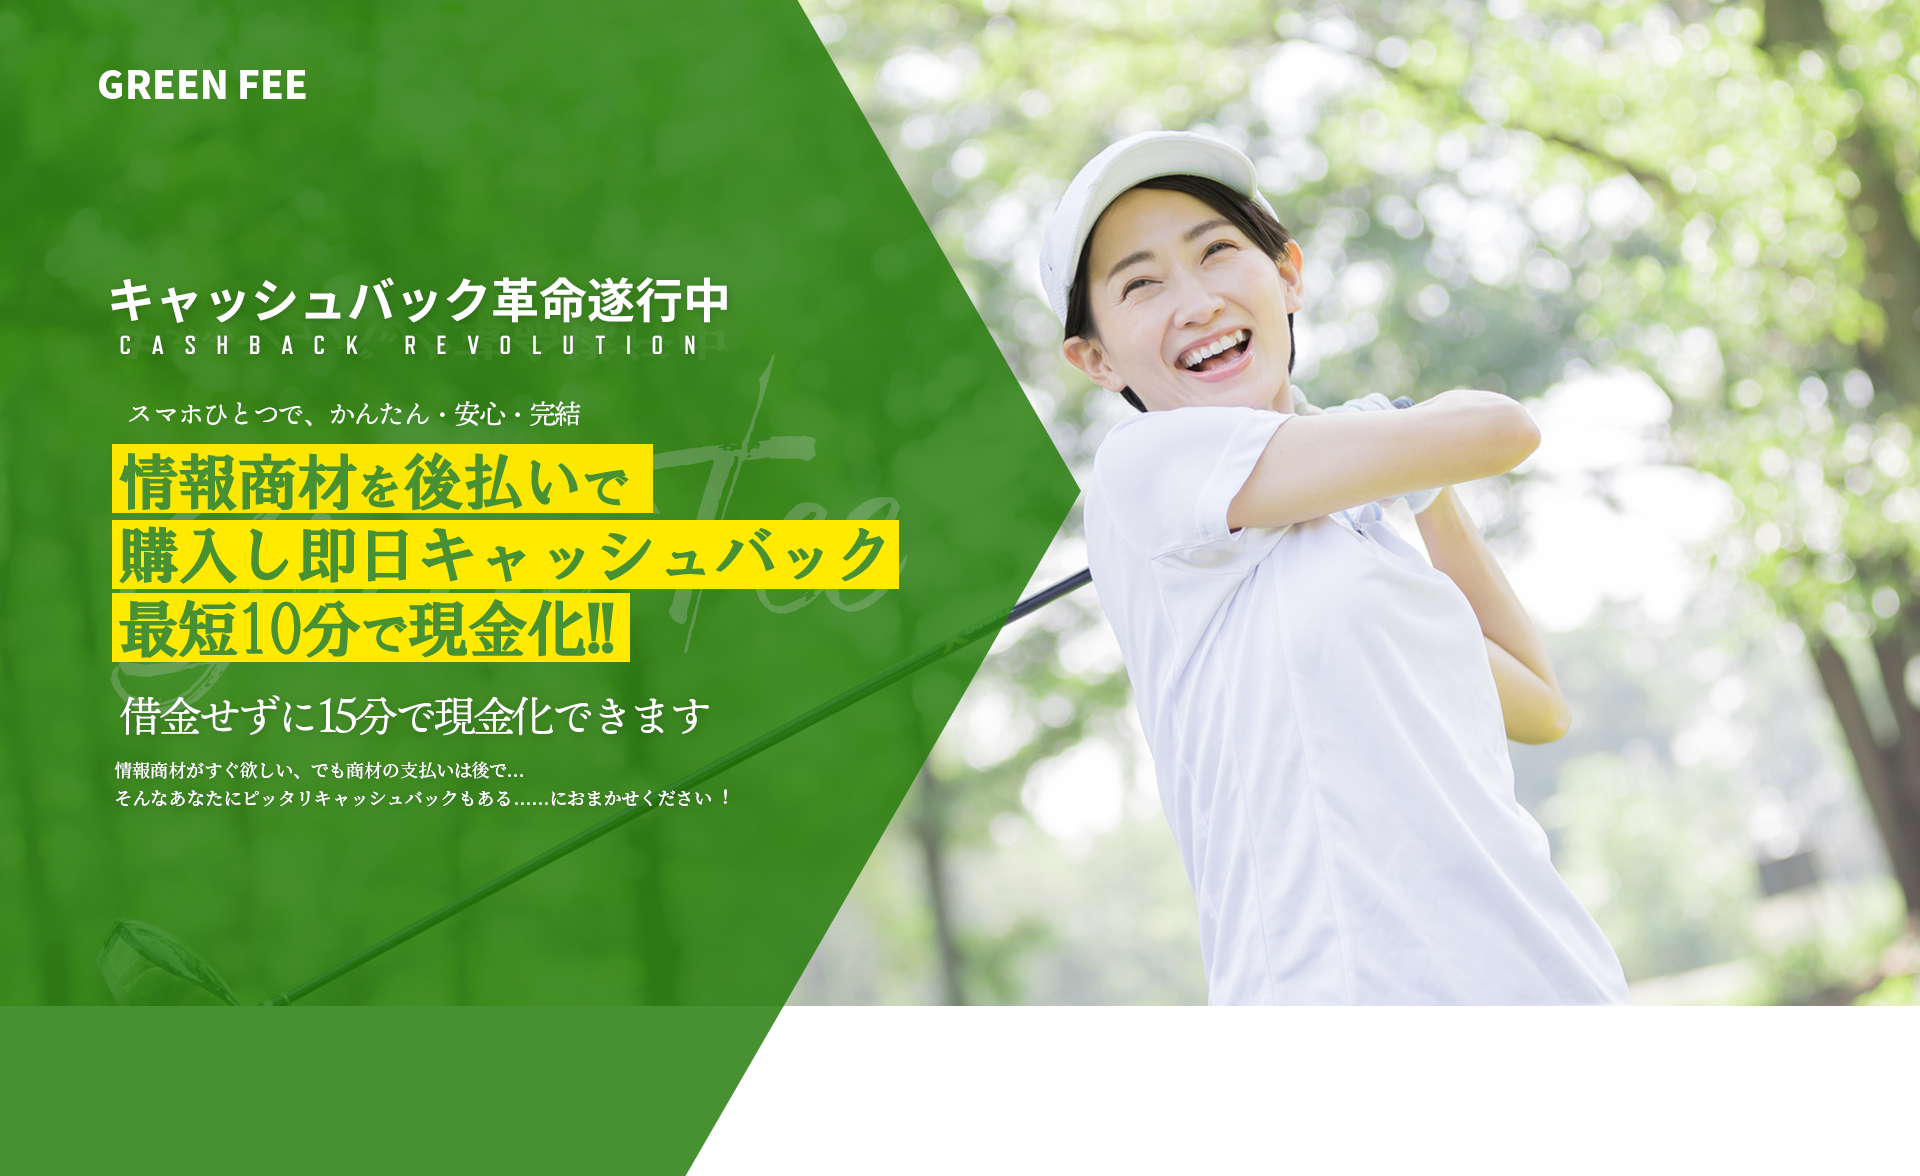 GREEN FEE
キャッシュバック革命遂行中
CASHBACK REVOLUTION
スマホひとつで、かんたん・安心・完結
情報商材を後払いで
購入し即日キャッシュバック
最短10分で現金化!!
借金せずに15分で現金化できます
情報商材がすぐ欲しい、でも商材の支払いは後で…
そんなあなたにピッタリキャッシュバックもある……におまかせください！